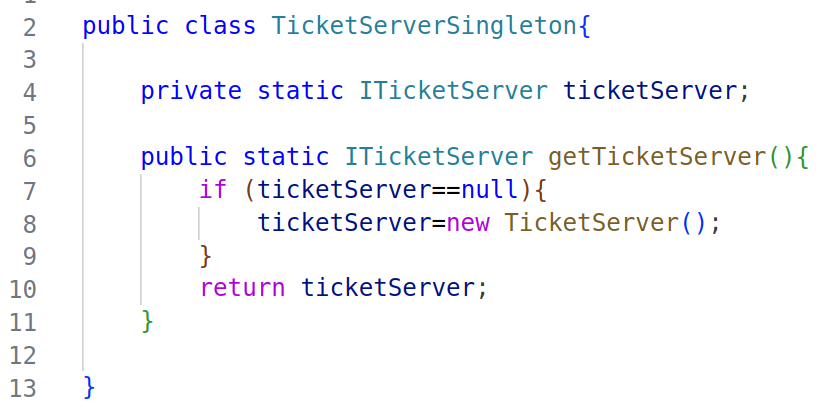 2 public class TicketServerSingleton{
3
4 private static ITicketServer ticketServer;
5
6 public static ITicketServer getTicketServer(){
7 if (ticketServer==null){
8 ticketServer=new TicketServer();
9 }
10 return ticketServer;
11 }
12
13 }